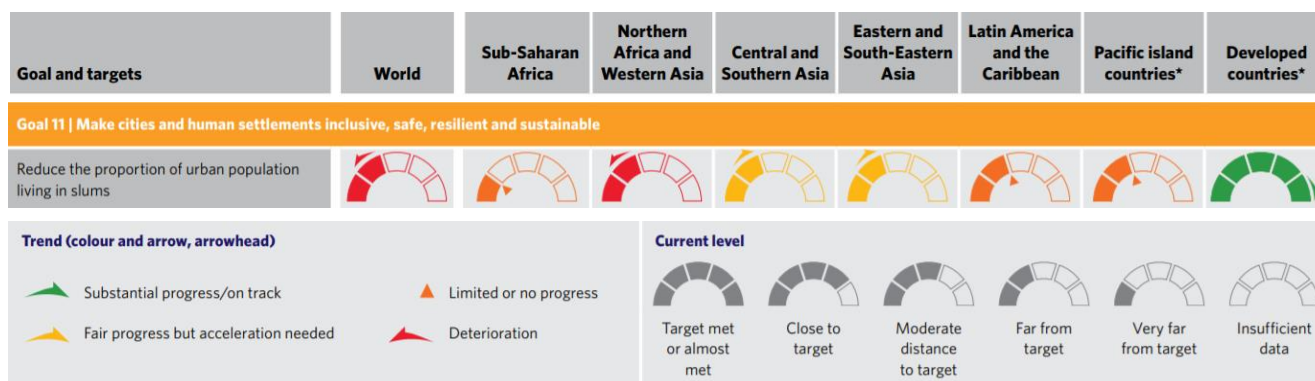 Goal and targets
World
Sub-Saharan
Africa
Northern
Africa and
Western Asia
Central and
Southern Asia
Eastern and
South-Eastern
Asia
Latin America
and the
Caribbean
Pacific island
countries*
Developed
countries*
Goal 11 | Make cities and human settlements inclusive, safe, resilient and sustainable
Reduce the proportion of urban population
living in slums
Trend (colour and arrow, arrowhead)
Substantial progress/on track
Limited or no progress
Fair progress but acceleration needed
Deterioration
Current level
Target met
or almost
met
Close to
target
Moderate
distance
to target
Far from
target
Very far
from target
Insufficient
data